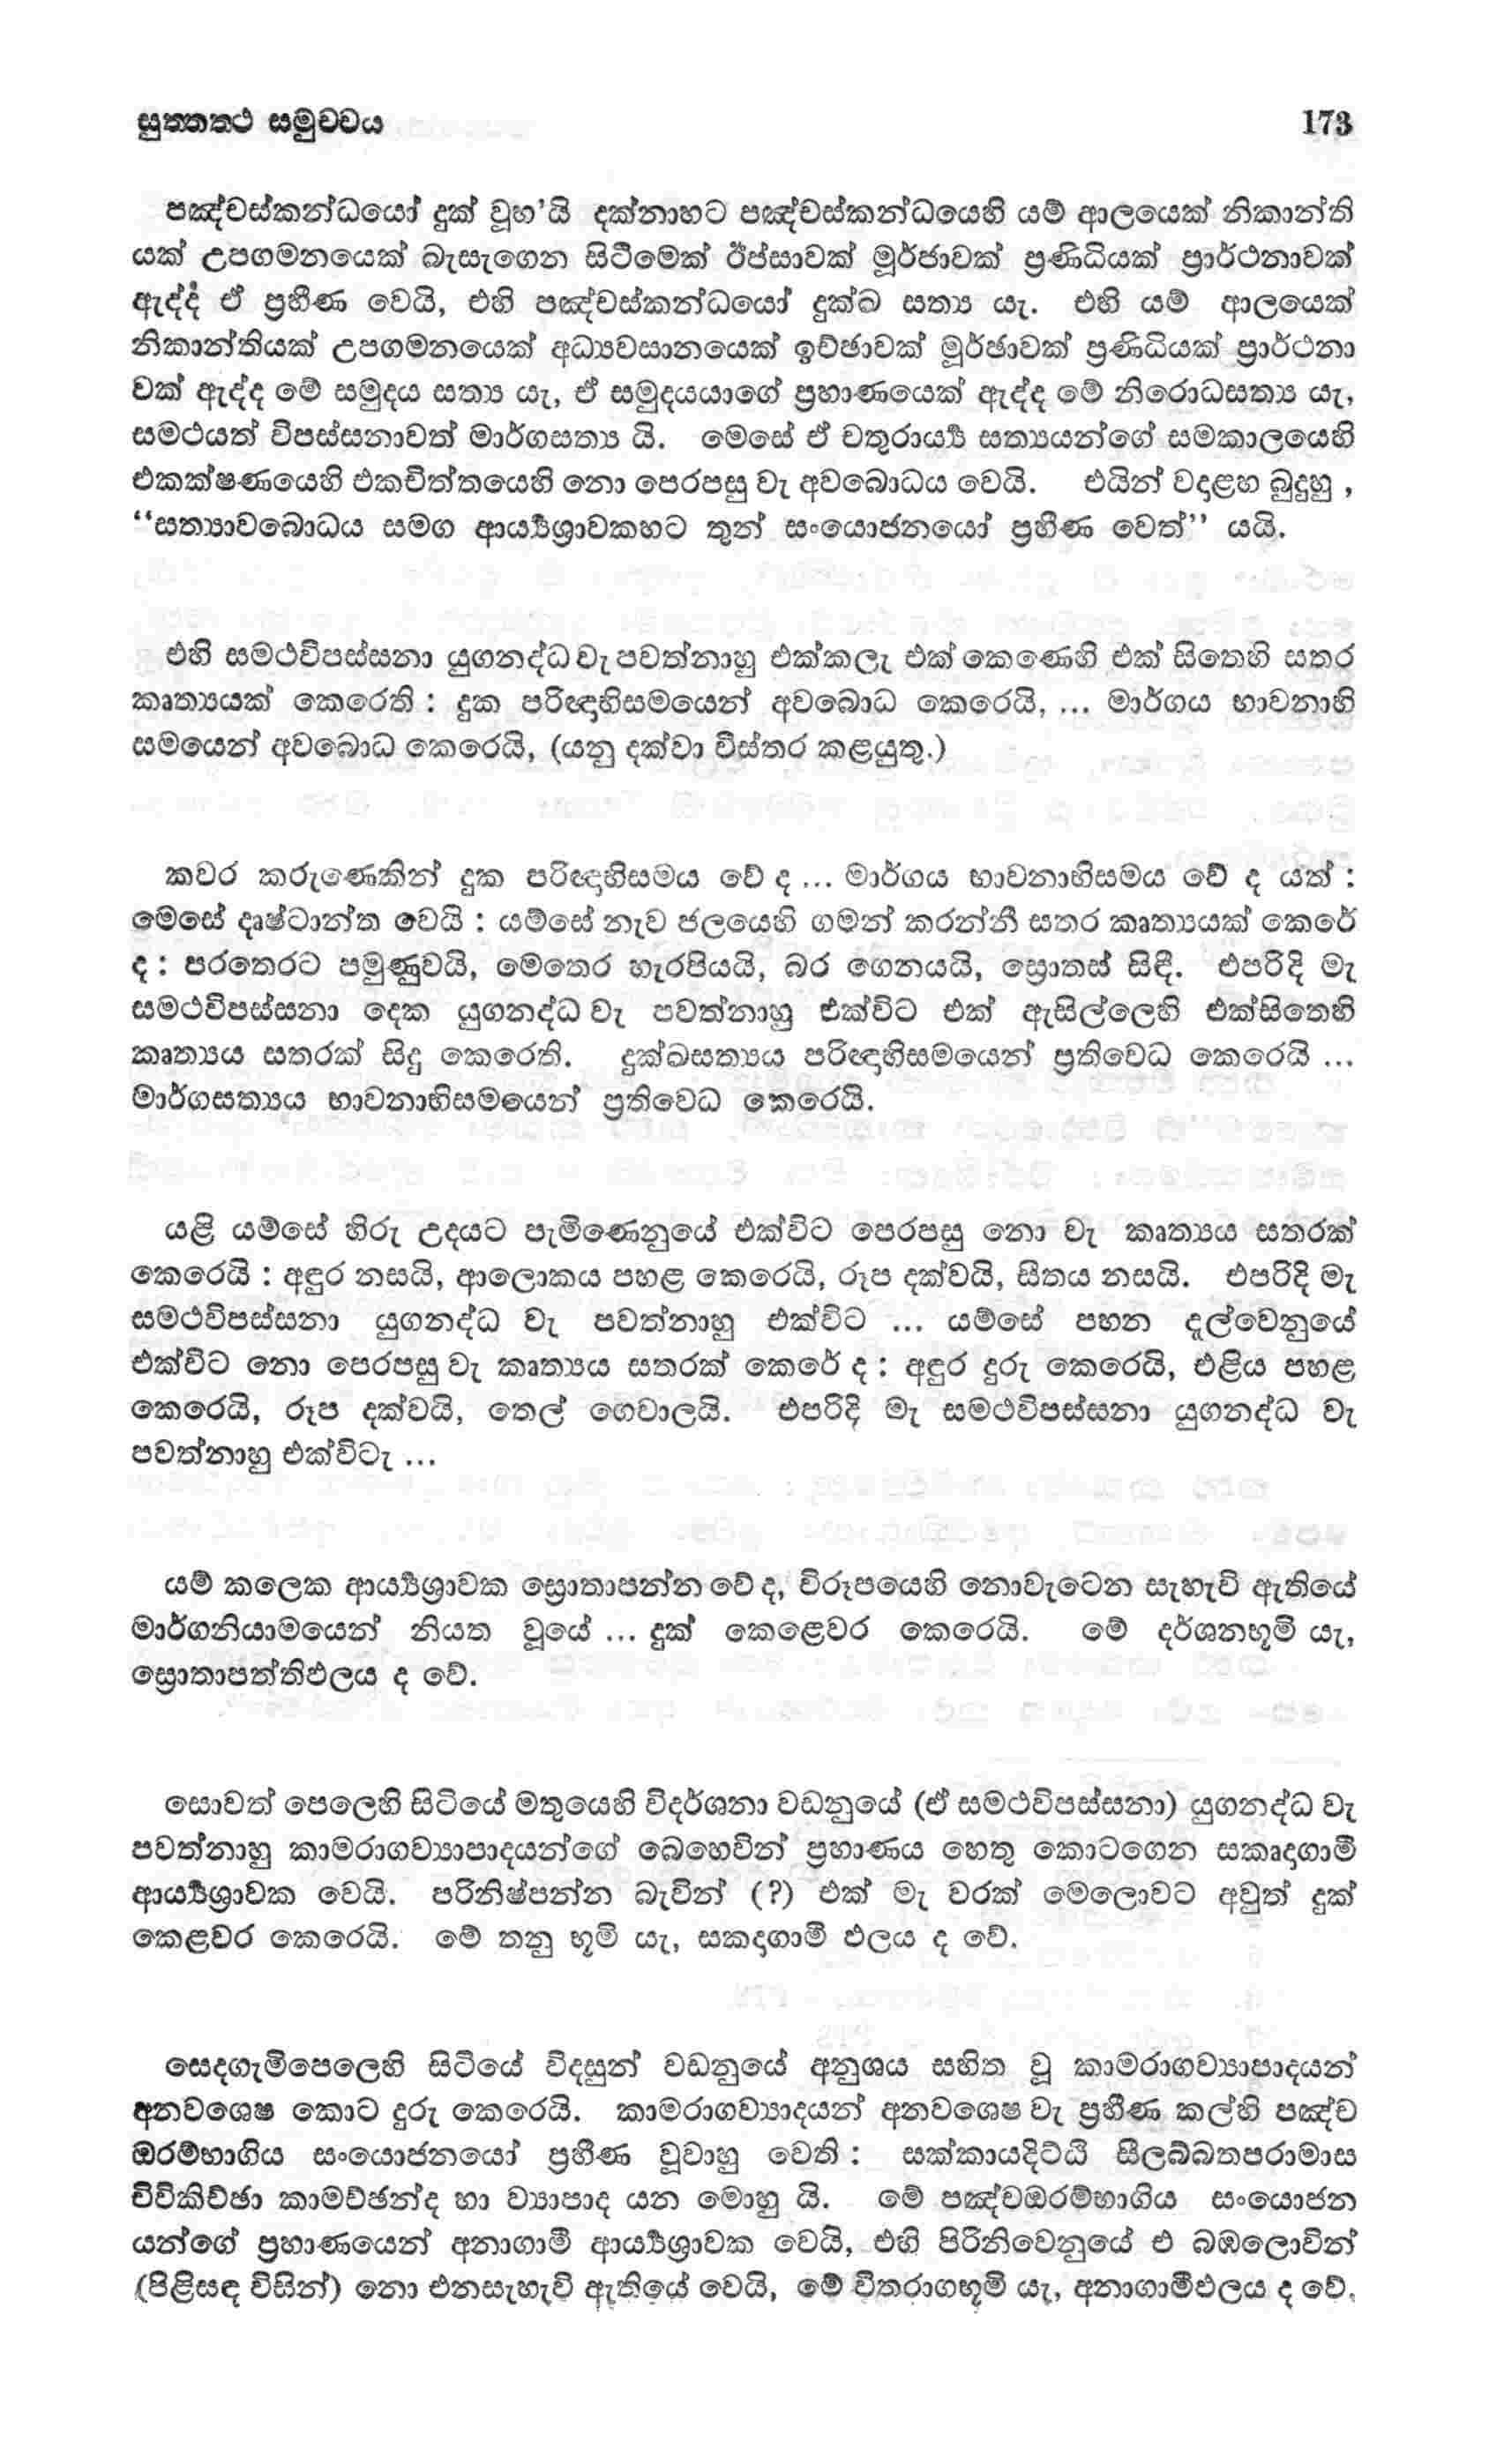 සුත්තත්ථ සමුච්චය 173
පඤ්චස්කන්ධයෝ දුක් වූහ’යි දක්නාහට පඤ්චස්කන්ධයෙහි යම් ආලයෙක් නිකාන්ති
යක් උපගමනයෙක් බැසැගෙන සිටීමෙක් ඊප්සාවක් මූර්ජාවක් ප්‍රණිධියක් ප්‍රාර්ථනාවක්
ඇද්ද ඒ ප්‍රහීණ වෙයි, එහි පඤ්චස්කන්ධයෝ දුක්ඛ සත්‍ය යැ. එහි යම් ආලයෙක්
නිකාන්තියක් උපගමනයෙක් අධ්‍යවසානයෙක් ඉච්ඡාවක් මූර්ඡාවක් ප්‍රණිධියක් ප්‍රාර්ථනා
වක් ඇද්ද මේ සමුදය සත්‍ය යැ, ඒ සමුදයයාගේ ප්‍රහාණයෙක් ඇද්ද මේ නිරොධසත්‍ය යැ,
සමථයත් විපස්සනාවත් මාර්ගසත්‍ය යි. මෙසේ ඒ චතුරාර්‍ය්‍ය සත්‍යයන්ගේ සමකාලයෙහි
එකක්ෂණයෙහි එකචිත්තයෙහි නො පෙරපසු වැ අවබොධය වෙයි. එයින් වදාළහ බුදුහු ,
“සත්‍යාවබොධය සමග ආර්‍ය්‍යශ්‍රාවකහට තුන් සංයොජනයෝ ප්‍රහීණ වෙත්” යයි.
එහි සමථවිපස්සනා යුගනද්ධ වැ පවත්නාහු එක්කලැ එක් කෙණෙහි එක් සිතෙහි සතර
කෘත්‍යයක් කෙරෙති : දුක පරිඥාභිසමයෙන් අවබොධ කෙරෙයි, ... මාර්ගය භාවනාභි
සමයෙන් අවබොධ කෙරෙයි, (යනු දක්වා විස්තර කළයුතු.)
කවර කරුණෙකින් දුක පරිඥාභිසමය වේ ද ... මාර්ගය භාවනාභිසමය වේ ද යත් :
මෙසේ දෘෂ්ටාන්ත වෙයි : යම්සේ නැව ජලයෙහි ගමන් කරන්නී සතර කෘත්‍යයක් කෙරේ
ද : පරතෙරට පමුණුවයි, මෙතෙර හැරපියයි, බර ගෙනයයි, ස්‍රොතස් සිඳී. එපරිදි මැ
සමථවිපස්සනා දෙක යුගනද්ධ වැ පවත්නාහු එක්විට එක් ඇසිල්ලෙහි එක්සිතෙහි
කෘත්‍යය සතරක් සිදු කෙරෙති. දුක්ඛසත්‍යය පරිඥාභිසමයෙන් ප්‍රතිවෙධ කෙරෙයි ...
මාර්ගසත්‍යය භාවනාභිසමයෙන් ප්‍රතිවෙධ කෙරෙයි.
යළි යම්සේ හිරු උදයට පැමිණෙනුයේ එක්විට පෙරපසු නො වැ කෘත්‍යය සතරක්
කෙරෙයි : අඳුර නසයි, ආලොකය පහළ කෙරෙයි, රූප දක්වයි, සීතය නසයි. එපරිදි මැ
සමථවිපස්සනා යුගනද්ධ වැ පවත්නාහු එක්විට ... යම්සේ පහන දල්වෙනුයේ
එක්විට නො පෙරපසු වැ කෘත්‍යය සතරක් කෙරේ ද : අඳුර දුරු කෙරෙයි, එළිය පහළ
කෙරෙයි, රූප දක්වයි, තෙල් ගෙවාලයි. එපරිදි මැ සමථවිපස්සනා යුගනද්ධ වැ
පවත්නාහු එක්විටැ ...
යම් කලෙක ආර්‍ය්‍යශ්‍රාවක ස්‍රොතාපන්න වේ ද, විරූපයෙහි නොවැටෙන සැහැවි ඇතියේ
මාර්ගනියාමයෙන් නියත වූයේ ... දුක් කෙළෙවර කෙරෙයි. මේ දර්ශනභූමි යැ,
ස්‍රොතාපත්තිඵලය ද වේ.
සොවත් පෙලෙහි සිටියේ මතුයෙහි විදර්ශනා වඩනුයේ (ඒ සමථවිපස්සනා) යුගනද්ධ වැ
පවත්නාහු කාමරාගව්‍යාපාදයන්ගේ බෙහෙවින් ප්‍රහාණය හෙතු කොටගෙන සකෘදගාමී
ආර්‍ය්‍යශ්‍රාවක වෙයි. පරිනිෂ්පන්න බැවින් (?) එක් මැ වරක් මෙලොවට අවුත් දුක්
කෙළවර කෙරෙයි. මේ තනු භූමි යැ, සකදාගාමි ඵලය ද වේ.
සෙදගැමිපෙලෙහි සිටියේ විදසුන් වඩනුයේ අනුශය සහිත වූ කාමරාගව්‍යාපාදයන්
අනවශෙෂ කොට දුරු කෙරෙයි. කාමරාගව්‍යාදයන් අනවශෙෂ වැ ප්‍රහීණ කල්හි පඤ්ච
ඔරම්භාගිය සංයොජනයෝ ප්‍රහීණ වූවාහු වෙති : සක්කායදිට්ඨි සීලබ්බතපරාමාස
විචිකිච්ඡා කාමච්ඡන්ද හා ව්‍යාපාද යන මොහු යි. මේ පඤ්චඔරම්භාගිය සංයොජන
යන්ගේ ප්‍රහාණයෙන් අනාගාමී ආර්‍ය්‍යශ්‍රාවක වෙයි, එහි පිරිනිවෙනුයේ එ බඹලොවින්
(පිළිසඳ විසින්) නො එනසැහැවි ඇතියේ වෙයි, මේ විතරාගභූමි යැ, අනාගාමීඵලය ද වේ.